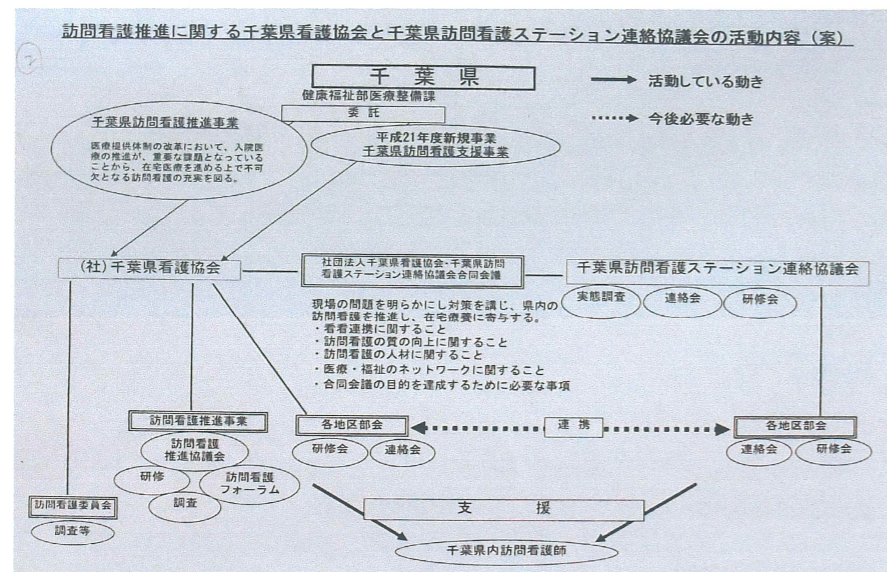 訪問看護推進に関する千葉県看護協会と千葉県訪問看護ステーション連絡協議会の活動内容（案）
千葉県
健康福祉部医療整備課
委託
活動している動き
今後必要な動き
千葉県訪問看護推進事業
医療提供体制の改革において、入院医
療の推進が、重要な課題となっている
ことから、在宅医療を進める上で不可
欠となる訪問看護の充実を図る。
平成21年度新規事業
千葉県訪問看護支援事業
(社)千葉県看護協会
社団法人千葉県看護協会・千葉県訪問
看護ステーション連絡協議会合同会議
千葉県訪問看護ステーション連絡協議会
実態調査
連絡会
研修会
現場の問題を明らかにし対策を講じ、県内の
訪問看護を推進し、在宅療養に寄与する。
・看看連携に関すること
・訪問看護の質の向上に関すること
・訪問看護の人材に関すること
・医療・福祉のネットワークに関すること
・合同会議の目的を達成するために必要な事項
訪問看護推進事業
訪問看護
推進協議会
研修
訪問看護
フォーラム
調査
各地区部会
研修会
連絡会
連携
各地区部会
連絡会
研修会
訪問看護委員会
調査等
支援
千葉県内訪問看護師